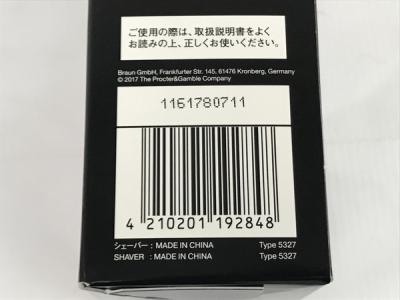 ご使用の際は、取扱説明書をよく
お読みの上、正しくお使いください。
Braun GmbH, Frankfurter Str. 145, 61476 Kronberg, Germany
© 2017 The Procter&Gamble Company
1161780711
4 210201 192848
シェーバー : MADE IN CHINA Type 5327
SHAVER : MADE IN CHINA Type 5327